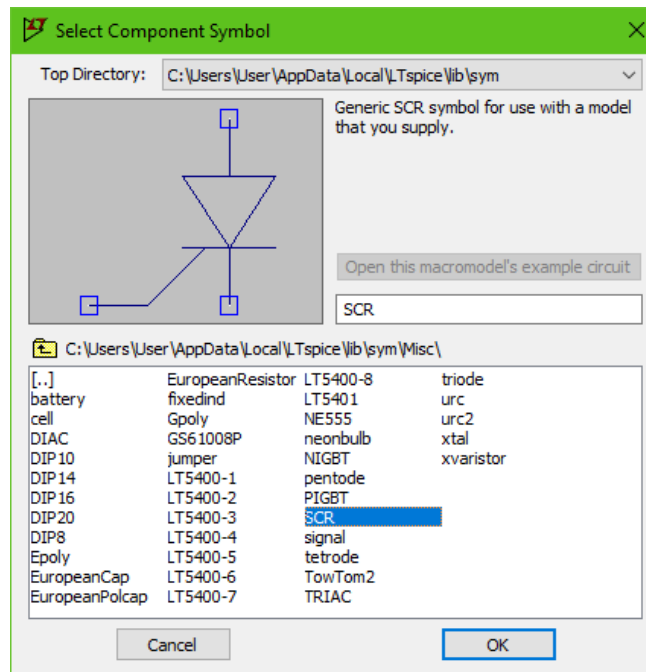 Select Component Symbol
Top Directory: C:\Users\User\AppData\Local\LTspice\lib\sym
Generic SCR symbol for use with a model
that you supply.
Open this macromodel's example circuit
SCR
C:\Users\User\AppData\Local\LTspice\lib\sym\Misc\
[..] EuropeanResistor LT5400-8 triode
battery fixedind LT5401 urc
cell Gpoly NE555 urc2
DIAC GS61008P neonbulb xtal
DIP10 jumper NIGBT xvaristor
DIP14 LT5400-1 pentode
DIP16 LT5400-2 PIGBT
DIP20 LT5400-3 SCR
DIP8 LT5400-4 signal
Epoly LT5400-5 tetrode
EuropeanCap LT5400-6 TowTom2
EuropeanPolcap LT5400-7 TRIAC
Cancel OK